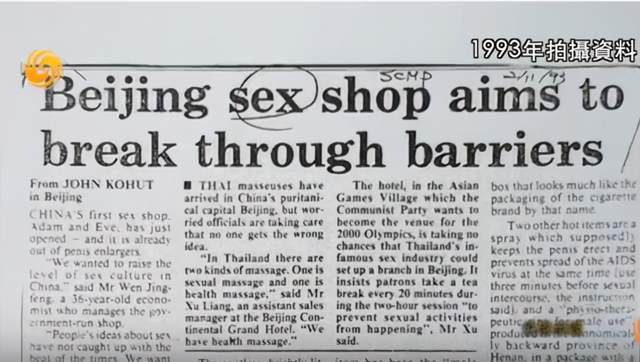 1993年拍攝資料
SCMP 2/11/93
Beijing sex shop aims to
break through barriers
From JOHN KOHUT
in Beijing
CHINA'S first sex shop,
Adam and Eve, has just
opened – and it is already
out of penis enlargers.
"We wanted to raise the
level of sex culture in
China," said Mr Wen Jing-
feng, a 36-year-old econo-
mist who manages the gov-
ernment-run shop.
"People's ideas about sex
have not caught up with the
beat of the times. We want
■ THAI masseuses have
arrived in China's puritani-
cal capital Beijing, but wor-
ried officials are taking care
that no one gets the wrong
idea.
"In Thailand there are
two kinds of massage. One is
sexual massage and one is
health massage," said Mr
Xu Liang, an assistant sales
manager at the Beijing Con-
tinental Grand Hotel. "We
have health massage."
The hotel, in the Asian
Games Village which the
Communist Party wants to
become the venue for the
2000 Olympics, is taking no
chances that Thailand's in-
famous sex industry could
set up a branch in Beijing. It
insists patrons take a tea
break every 20 minutes dur-
ing the two-hour session "to
prevent sexual activities
from happening", Mr Xu
said.
box that looks much like the
packaging of the cigarette
brand by that name.
Two other hot items are a
spray which supposedly
keeps the penis erect and
prevents spread of the AIDS
virus at the same time (use
three minutes before sexual
intercourse, the instruction
said), and a "physio-thera-
male use"
produced
backward province of
Henan.